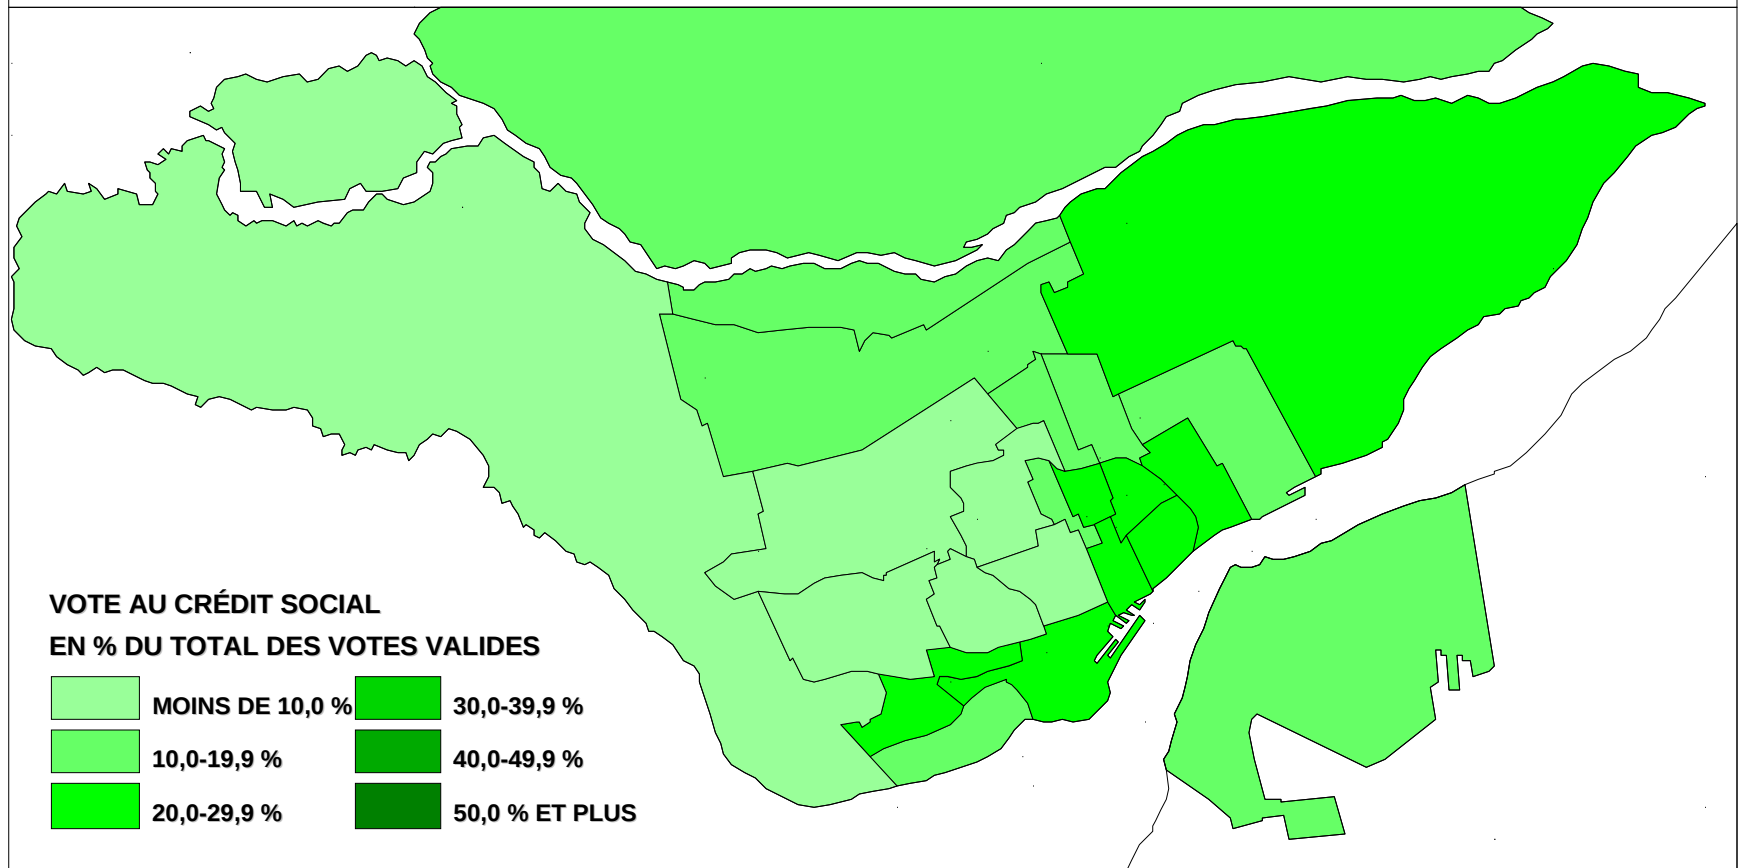 VOTE AU CRÉDIT SOCIAL
EN % DU TOTAL DES VOTES VALIDES
MOINS DE 10,0 %
10,0-19,9 %
20,0-29,9 %
30,0-39,9 %
40,0-49,9 %
50,0 % ET PLUS